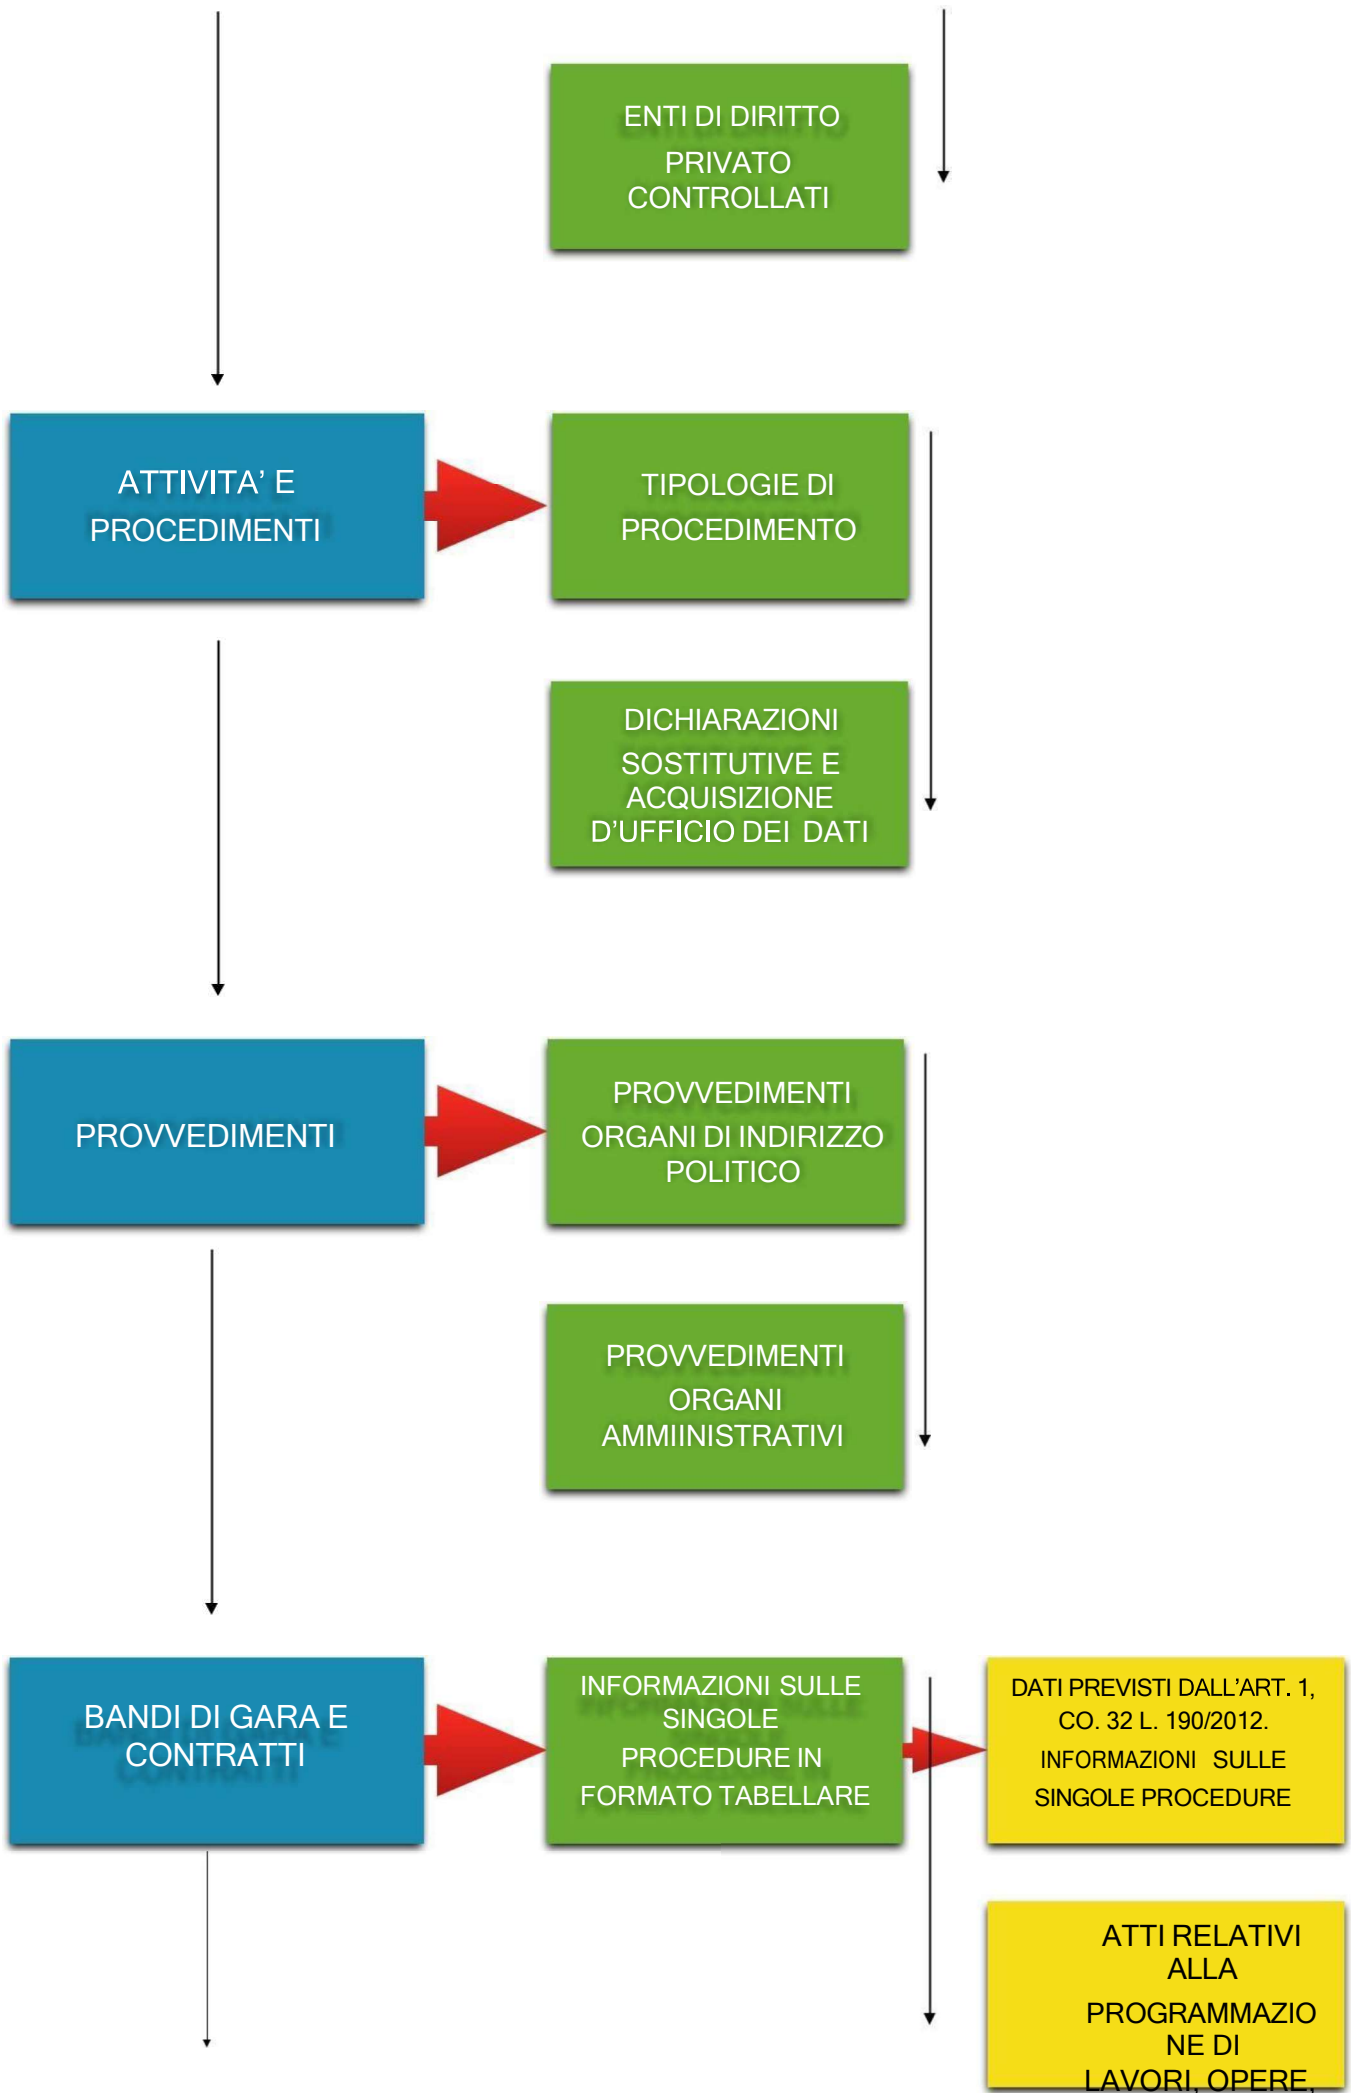 ENTI DI DIRITTO
PRIVATO
CONTROLLATI
ATTIVITA’ E
PROCEDIMENTI
TIPOLOGIE DI
PROCEDIMENTO
DICHIARAZIONI
SOSTITUTIVE E
ACQUISIZIONE
D’UFFICIO DEI DATI
PROVVEDIMENTI
PROVVEDIMENTI
ORGANI DI INDIRIZZO
POLITICO
PROVVEDIMENTI
ORGANI
AMMIINISTRATIVI
BANDI DI GARA E
CONTRATTI
INFORMAZIONI SULLE
SINGOLE
PROCEDURE IN
FORMATO TABELLARE
DATI PREVISTI DALL’ART. 1,
CO. 32 L. 190/2012.
INFORMAZIONI SULLE
SINGOLE PROCEDURE
ATTI RELATIVI
ALLA
PROGRAMMAZIO
NE DI
LAVORI, OPERE,